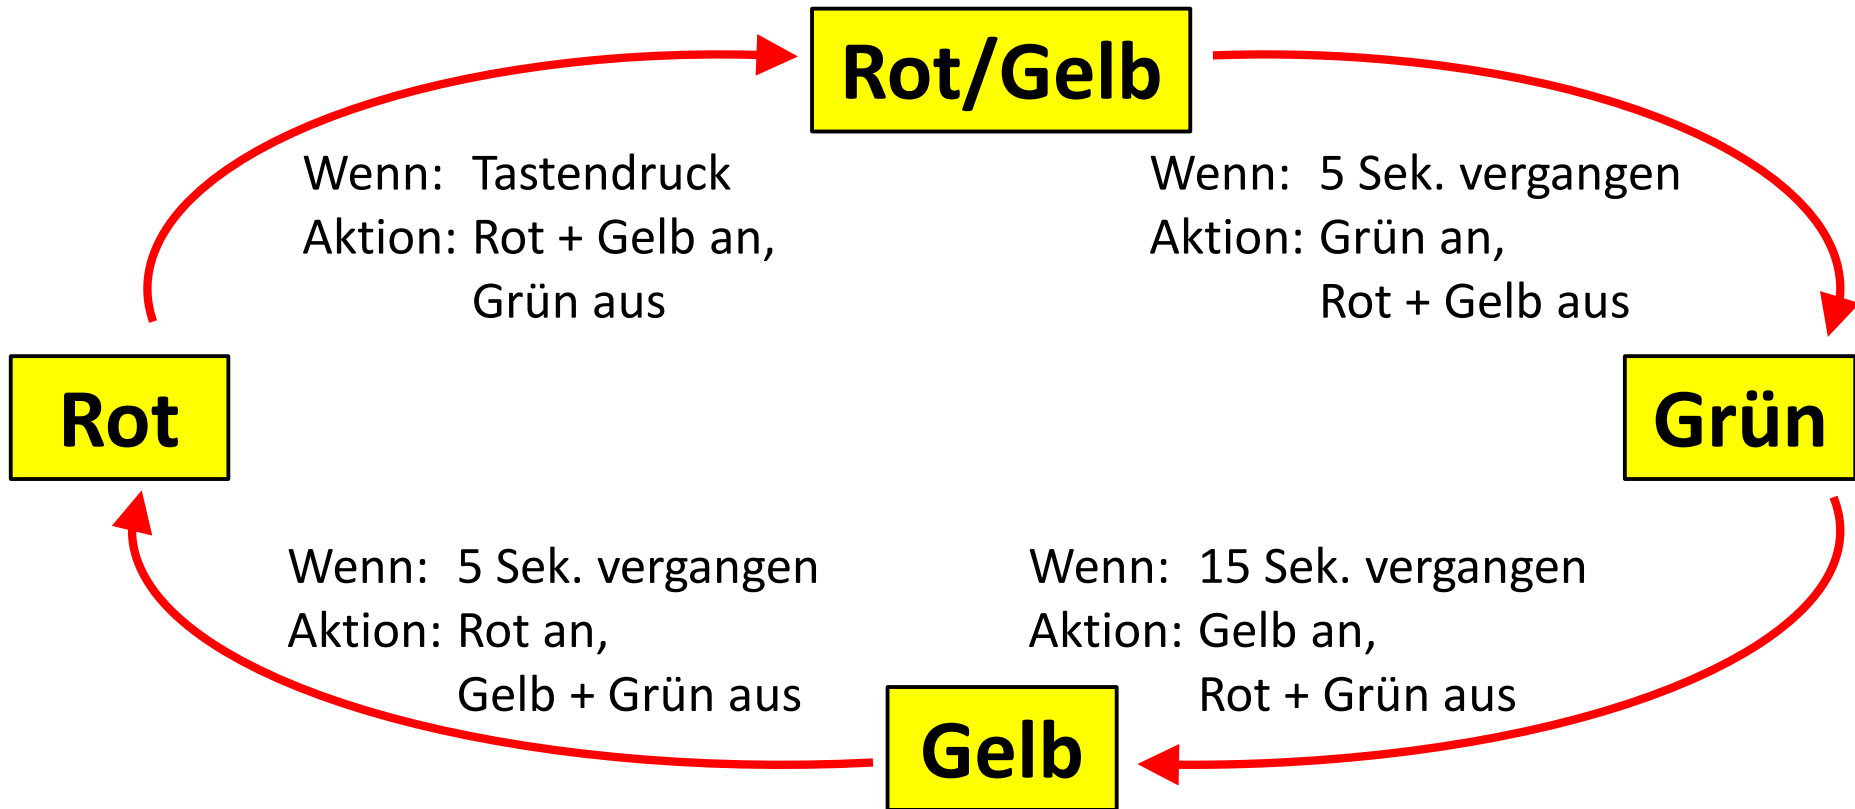 Rot/Gelb
Wenn: Tastendruck
Aktion: Rot + Gelb an,
Grün aus
Wenn: 5 Sek. vergangen
Aktion: Grün an,
Rot + Gelb aus
Rot
Grün
Wenn: 5 Sek. vergangen
Aktion: Rot an,
Gelb + Grün aus
Wenn: 15 Sek. vergangen
Aktion: Gelb an,
Rot + Grün aus
Gelb